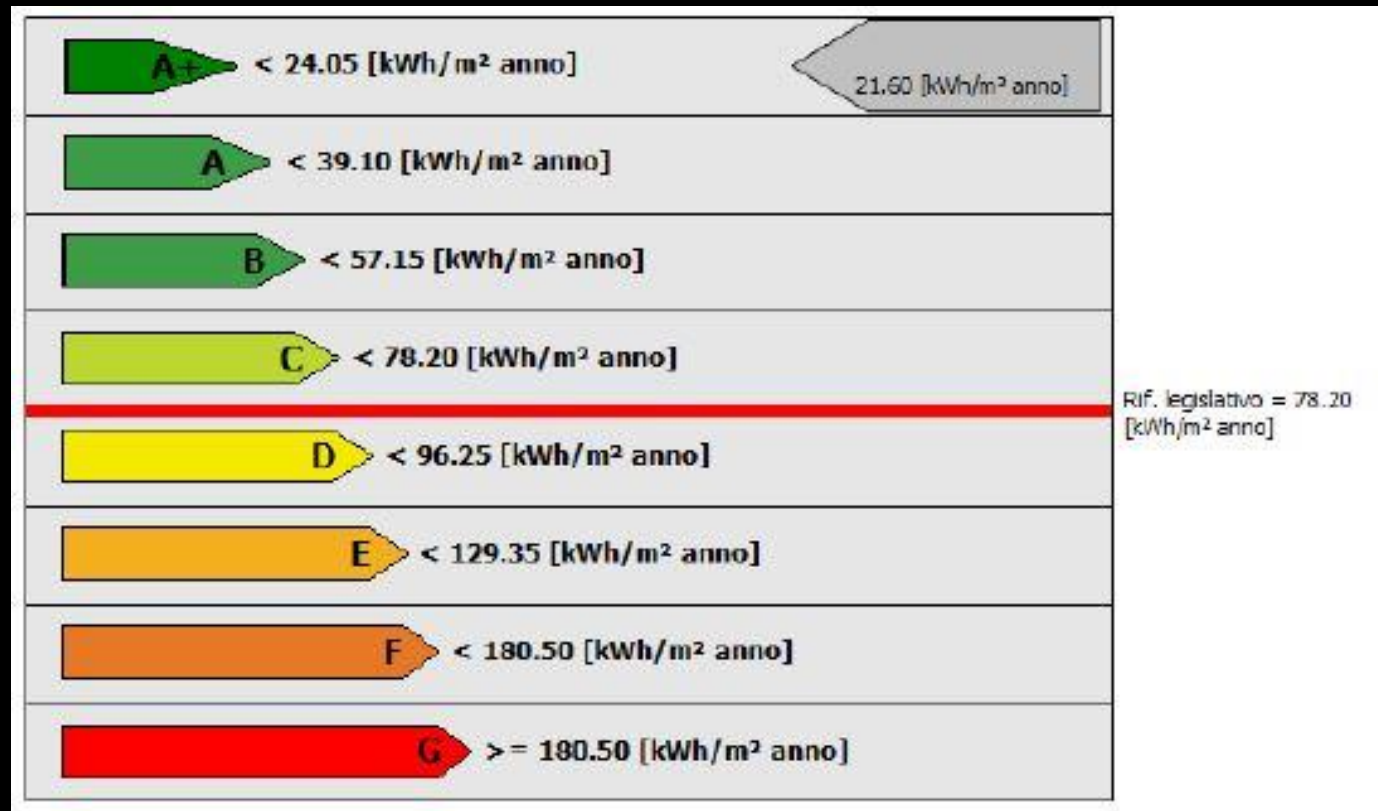 A+ < 24.05 [kWh/m² anno]
21.60 [kWh/m² anno]
A < 39.10 [kWh/m² anno]
B < 57.15 [kWh/m² anno]
C < 78.20 [kWh/m² anno]
Rif. legislativo = 78.20
[kWh/m² anno]
D < 96.25 [kWh/m² anno]
E < 129.35 [kWh/m² anno]
F < 180.50 [kWh/m² anno]
G >= 180.50 [kWh/m² anno]